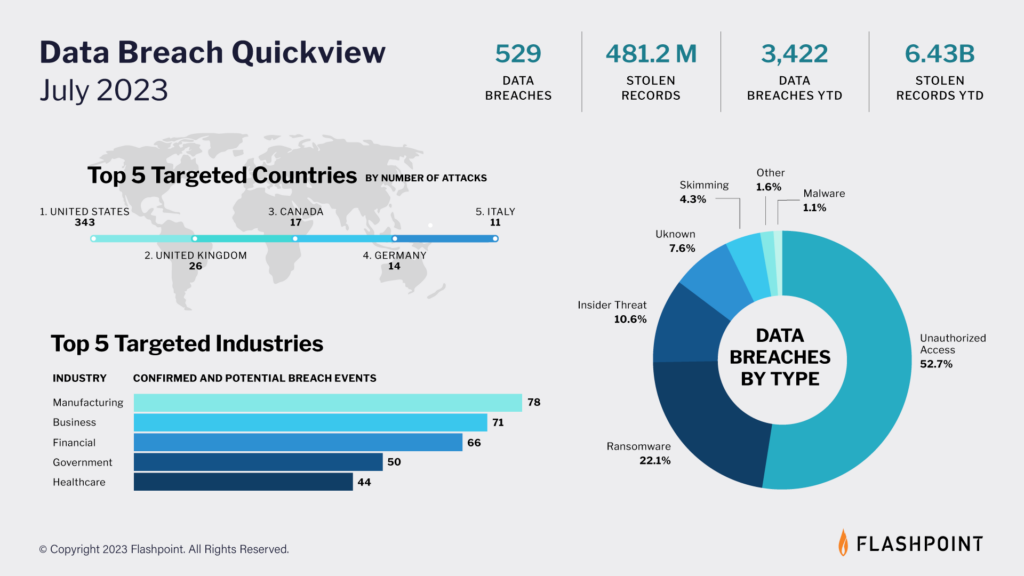 Data Breach Quickview
July 2023
529
DATA
BREACHES
481.2 M
STOLEN
RECORDS
3,422
DATA
BREACHES YTD
6.43B
STOLEN
RECORDS YTD
Top 5 Targeted Countries BY NUMBER OF ATTACKS
1. UNITED STATES
343
2. UNITED KINGDOM
26
3. CANADA
17
4. GERMANY
14
5. ITALY
11
Top 5 Targeted Industries
INDUSTRY CONFIRMED AND POTENTIAL BREACH EVENTS
Manufacturing 78
Business 71
Financial 66
Government 50
Healthcare 44
DATA
BREACHES
BY TYPE
Other
1.6%
Skimming
4.3%
Malware
1.1%
Uknown
7.6%
Insider Threat
10.6%
Unauthorized
Access
52.7%
Ransomware
22.1%
© Copyright 2023 Flashpoint. All Rights Reserved.
FLASHPOINT